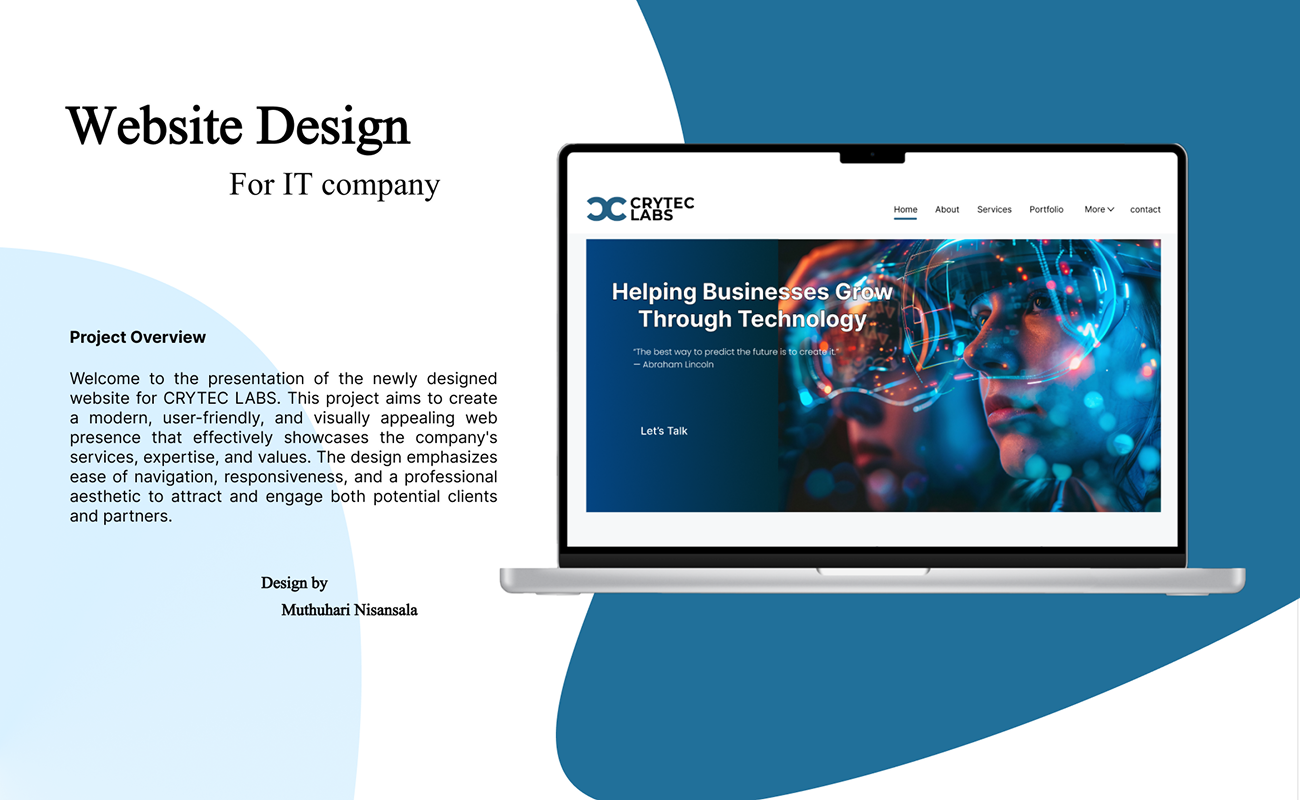 Website Design
For IT company
Project Overview
Welcome to the presentation of the newly designed
website for CRYTEC LABS. This project aims to create
a modern, user-friendly, and visually appealing web
presence that effectively showcases the company's
services, expertise, and values. The design emphasizes
ease of navigation, responsiveness, and a professional
aesthetic to attract and engage both potential clients
and partners.
Design by
Muthuhari Nisansala
CRYTEC
LABS
Home About Services Portfolio More contact
Helping Businesses Grow
Through Technology
"The best way to predict the future is to create it."
— Abraham Lincoln
Let's Talk